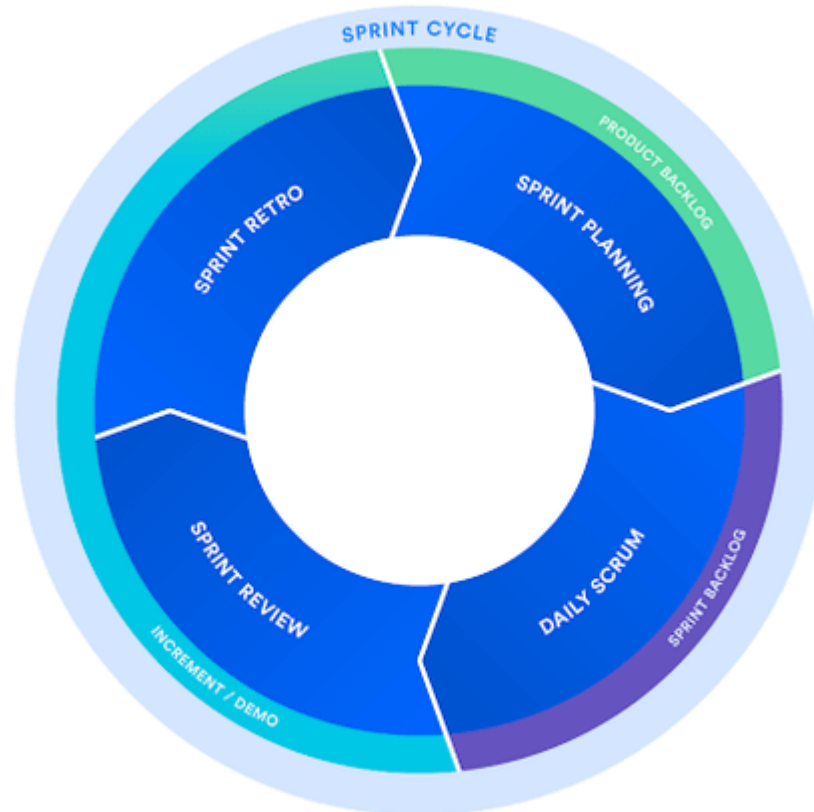 SPRINT CYCLE
PRODUCT BACKLOG
SPRINT PLANNING
DAILY SCRUM
SPRINT BACKLOG
SPRINT REVIEW
INCREMENT / DEMO
SPRINT RETRO